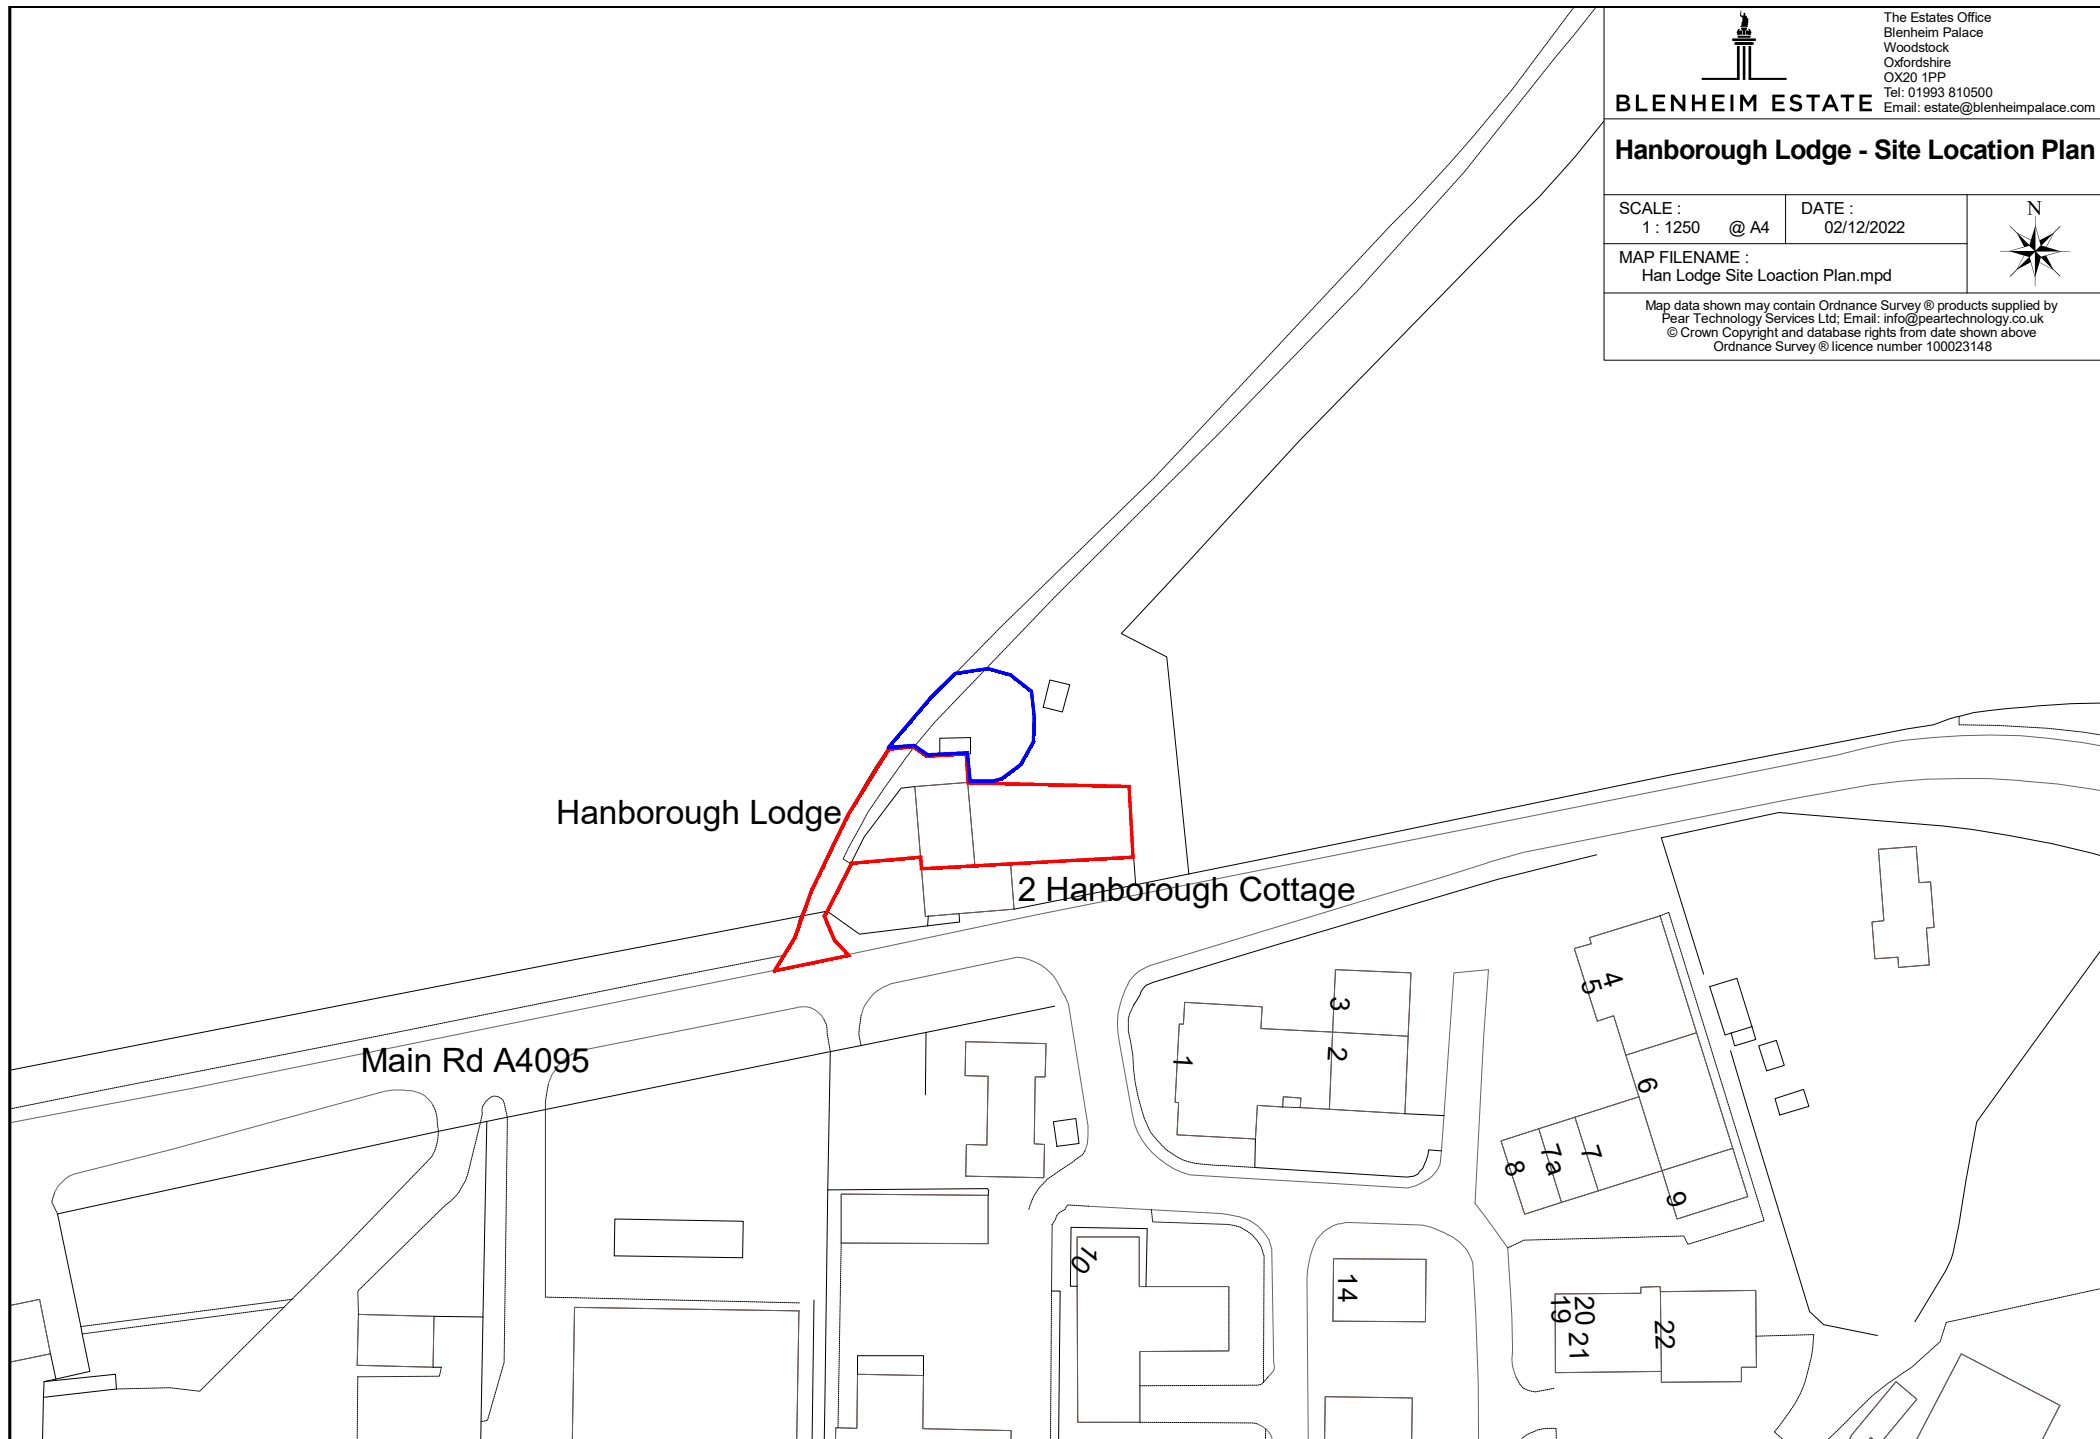 The Estates Office
Blenheim Palace
Woodstock
Oxfordshire
OX20 1PP
Tel: 01993 810500
Email: estate@blenheimpalace.com
BLENHEIM ESTATE
Hanborough Lodge - Site Location Plan
SCALE :
1 : 1250 @ A4
DATE :
02/12/2022
N
MAP FILENAME :
Han Lodge Site Loaction Plan.mpd
Map data shown may contain Ordnance Survey ® products supplied by
Pear Technology Services Ltd; Email: info@peartechnology.co.uk
© Crown Copyright and database rights from date shown above
Ordnance Survey ® licence number 100023148
Hanborough Lodge
2 Hanborough Cottage
Main Rd A4095
1
2
3
4
5
6
7
7a
8
9
10
14
19
20
21
22